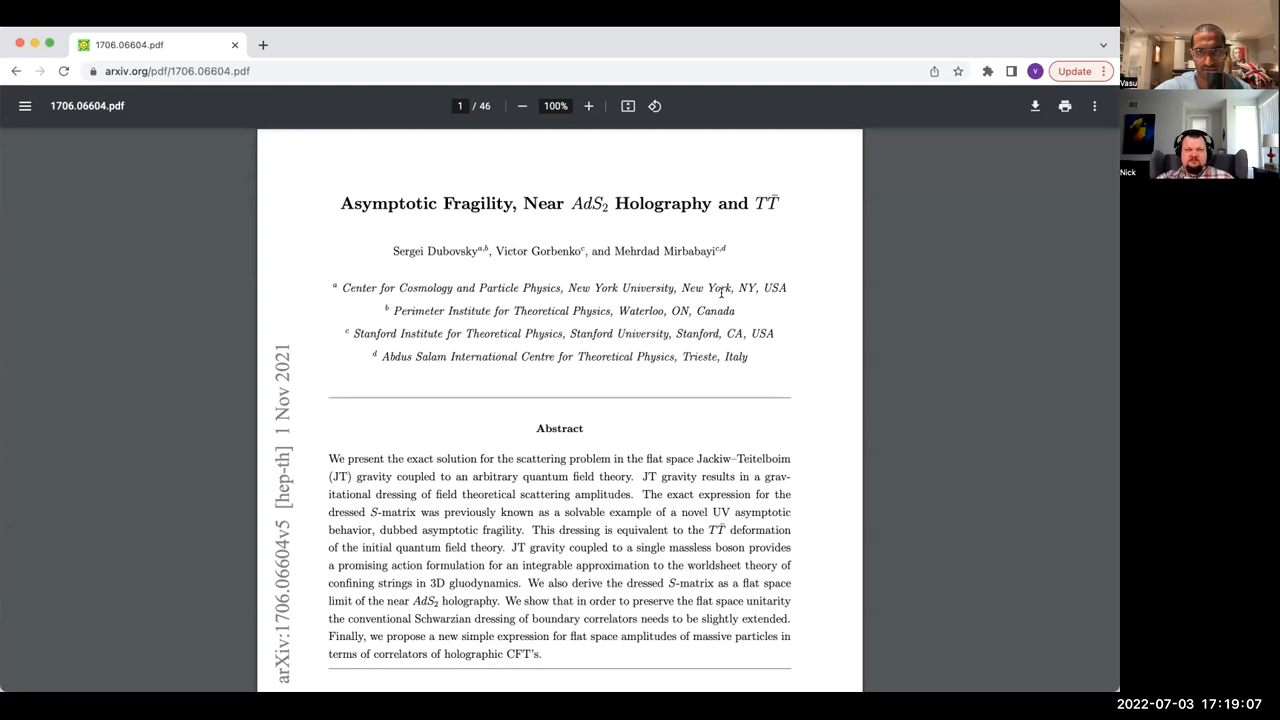 1706.06604.pdf
arxiv.org/pdf/1706.06604.pdf
V
Update
1706.06604.pdf
1 / 46
100%
Asymptotic Fragility, Near AdS₂ Holography and TT̄
Sergei Dubovskyᵃ,ᵇ, Victor Gorbenkoᶜ, and Mehrdad Mirbabayiᶜ,ᵈ
ᵃ Center for Cosmology and Particle Physics, New York University, New York, NY, USA
ᵇ Perimeter Institute for Theoretical Physics, Waterloo, ON, Canada
ᶜ Stanford Institute for Theoretical Physics, Stanford University, Stanford, CA, USA
ᵈ Abdus Salam International Centre for Theoretical Physics, Trieste, Italy
arXiv:1706.06604v5 [hep-th] 1 Nov 2021
Abstract
We present the exact solution for the scattering problem in the flat space Jackiw–Teitelboim
(JT) gravity coupled to an arbitrary quantum field theory. JT gravity results in a grav-
itational dressing of field theoretical scattering amplitudes. The exact expression for the
dressed S-matrix was previously known as a solvable example of a novel UV asymptotic
behavior, dubbed asymptotic fragility. This dressing is equivalent to the TT̄ deformation
of the initial quantum field theory. JT gravity coupled to a single massless boson provides
a promising action formulation for an integrable approximation to the worldsheet theory of
confining strings in 3D gluodynamics. We also derive the dressed S-matrix as a flat space
limit of the near AdS₂ holography. We show that in order to preserve the flat space unitarity
the conventional Schwarzian dressing of boundary correlators needs to be slightly extended.
Finally, we propose a new simple expression for flat space amplitudes of massive particles in
terms of correlators of holographic CFT's.
Vasu
Nick
2022-07-03 17:19:07